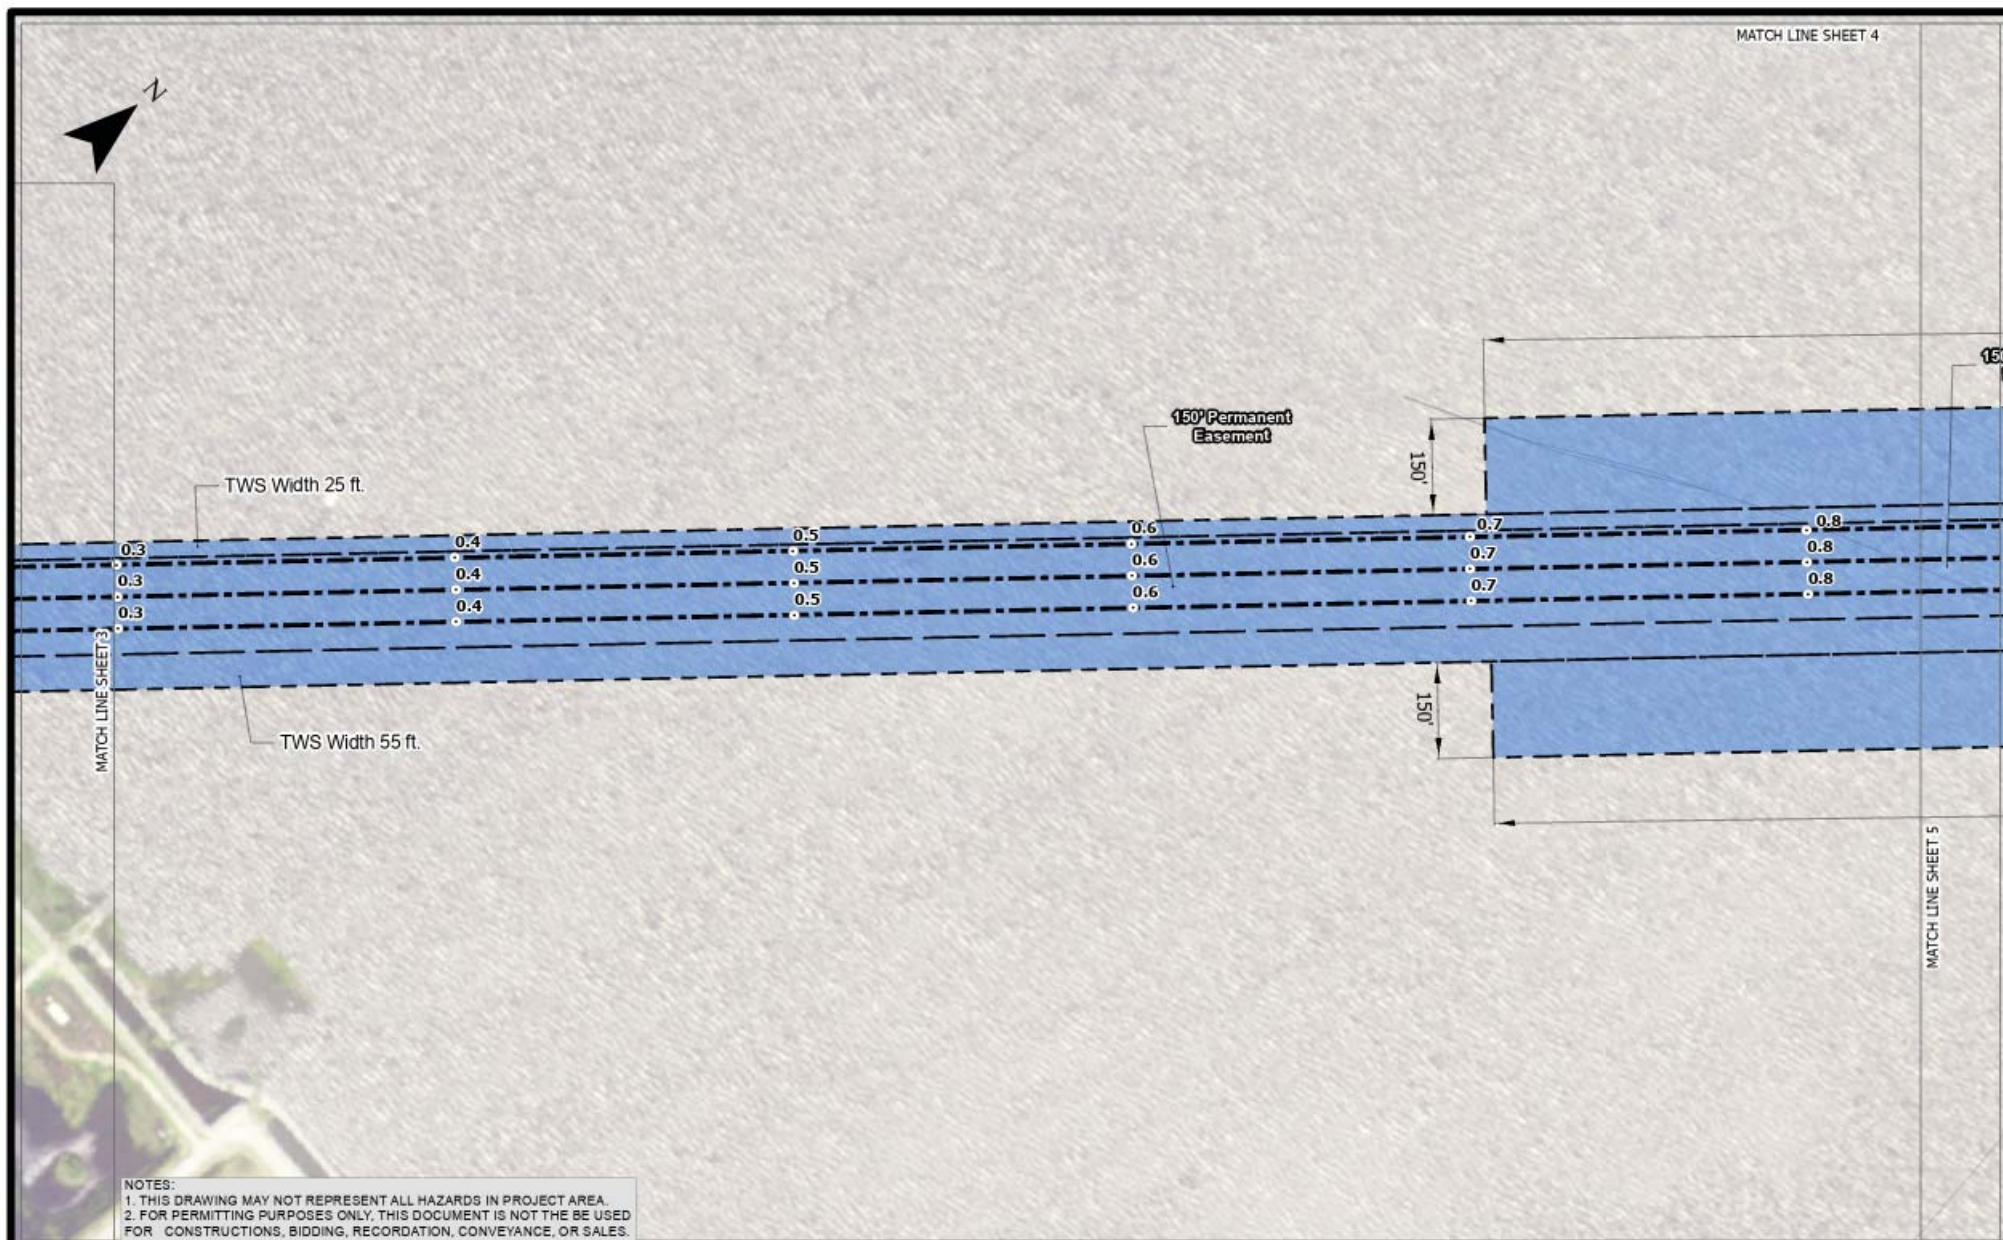 MATCH LINE SHEET 4
N
150' Permanent
Easement
150'
TWS Width 25 ft.
0.3
0.4
0.5
0.6
0.7
0.8
0.3
0.4
0.5
0.6
0.7
0.8
0.3
0.4
0.5
0.6
0.7
0.8
MATCH LINE SHEET 3
TWS Width 55 ft.
150'
MATCH LINE SHEET 5
NOTES:
1. THIS DRAWING MAY NOT REPRESENT ALL HAZARDS IN PROJECT AREA.
2. FOR PERMITTING PURPOSES ONLY, THIS DOCUMENT IS NOT THE BE USED
FOR CONSTRUCTIONS, BIDDING, RECORDATION, CONVEYANCE, OR SALES.